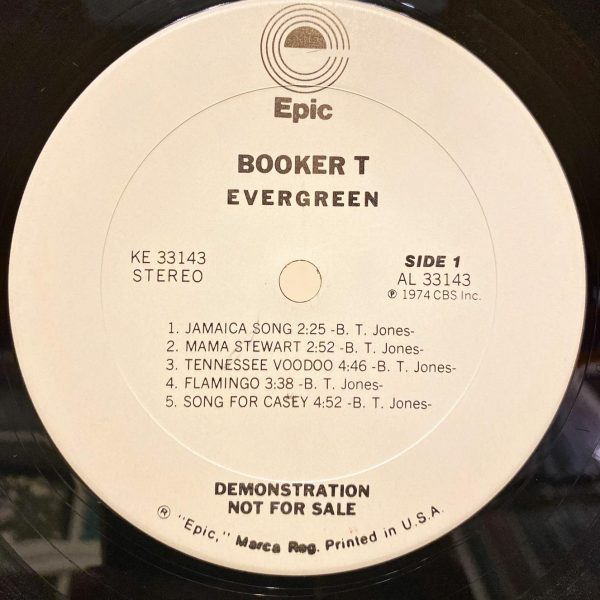 Epic
BOOKER T
EVERGREEN
KE 33143
STEREO
SIDE 1
AL 33143
℗ 1974 CBS Inc.
1. JAMAICA SONG 2:25 -B. T. Jones-
2. MAMA STEWART 2:52 -B. T. Jones-
3. TENNESSEE VOODOO 4:46 -B. T. Jones-
4. FLAMINGO 3:38 -B. T. Jones-
5. SONG FOR CASEY 4:52 -B. T. Jones-
DEMONSTRATION
NOT FOR SALE
® "Epic," Marca Reg. Printed in U.S.A.